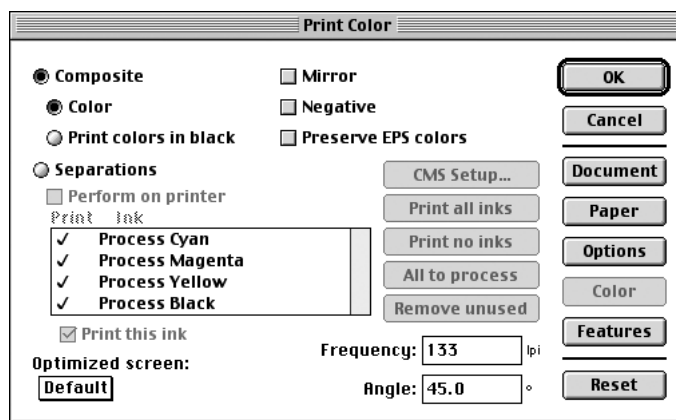 Print Color
Composite
Color
Print colors in black
Separations
Perform on printer
Print Ink
✓ Process Cyan
✓ Process Magenta
✓ Process Yellow
✓ Process Black
Print this ink
Optimized screen:
Default
Mirror
Negative
Preserve EPS colors
CMS Setup...
Print all inks
Print no inks
All to process
Remove unused
Frequency: 133 lpi
Angle: 45.0 °
OK
Cancel
Document
Paper
Options
Color
Features
Reset